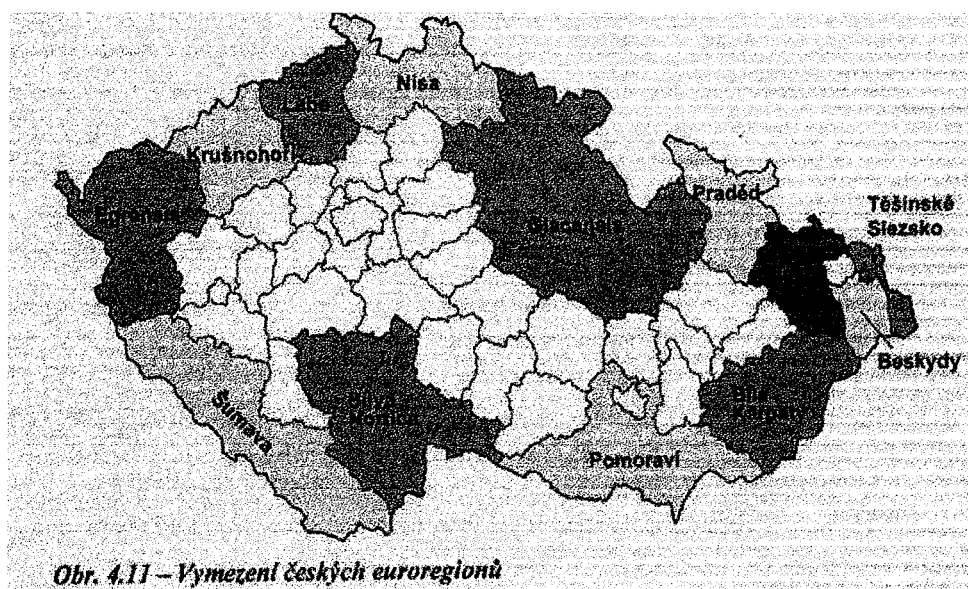 Nisa
Labe
Krušnohoří
Egrensis
Glacensis
Praděd
Těšínské
Slezsko
Beskydy
Bílé
Karpaty
Silva
Nortica
Šumava
Pomoraví
Obr. 4.11 – Vymezení českých euroregionů